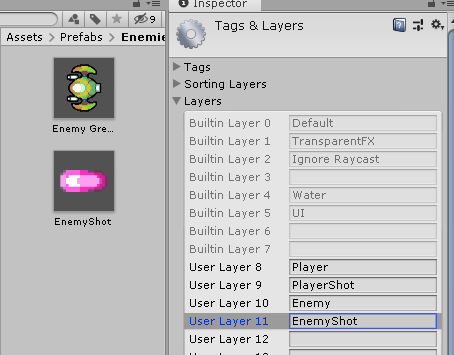 9
Assets > Prefabs > Enemie
Enemy Gre...
EnemyShot
Inspector
Tags & Layers
Tags
Sorting Layers
Layers
Builtin Layer 0 Default
Builtin Layer 1 TransparentFX
Builtin Layer 2 Ignore Raycast
Builtin Layer 3
Builtin Layer 4 Water
Builtin Layer 5 UI
Builtin Layer 6
Builtin Layer 7
User Layer 8 Player
User Layer 9 PlayerShot
User Layer 10 Enemy
User Layer 11 EnemyShot
User Layer 12